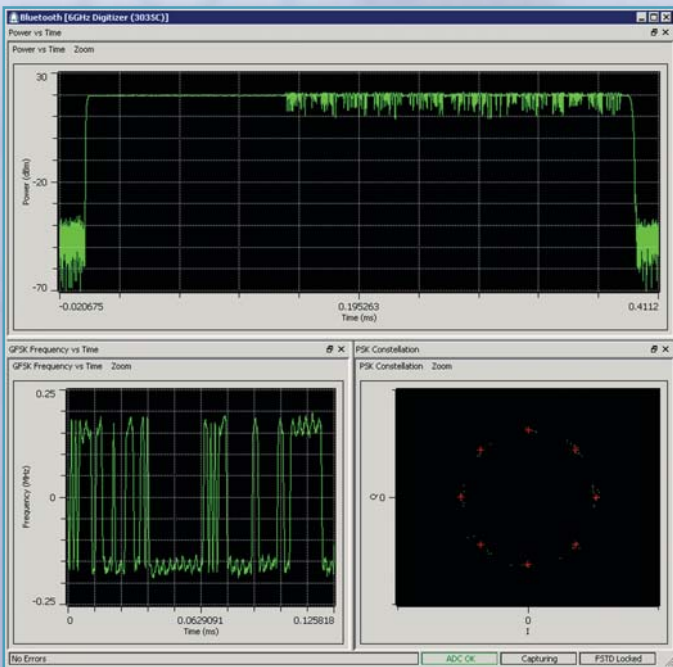 Bluetooth [6GHz Digitizer (3035C)]
Power vs Time
Power vs Time Zoom
30
-20
-70
Power (dBm)
-0.020675 0.195263 0.4112
Time (ms)
GFSK Frequency vs Time
GFSK Frequency vs Time Zoom
0.25
0
-0.25
Frequency (MHz)
0 0.0629091 0.125818
Time (ms)
PSK Constellation
PSK Constellation Zoom
Q 0
0
I
No Errors ADC OK Capturing FSTD Locked